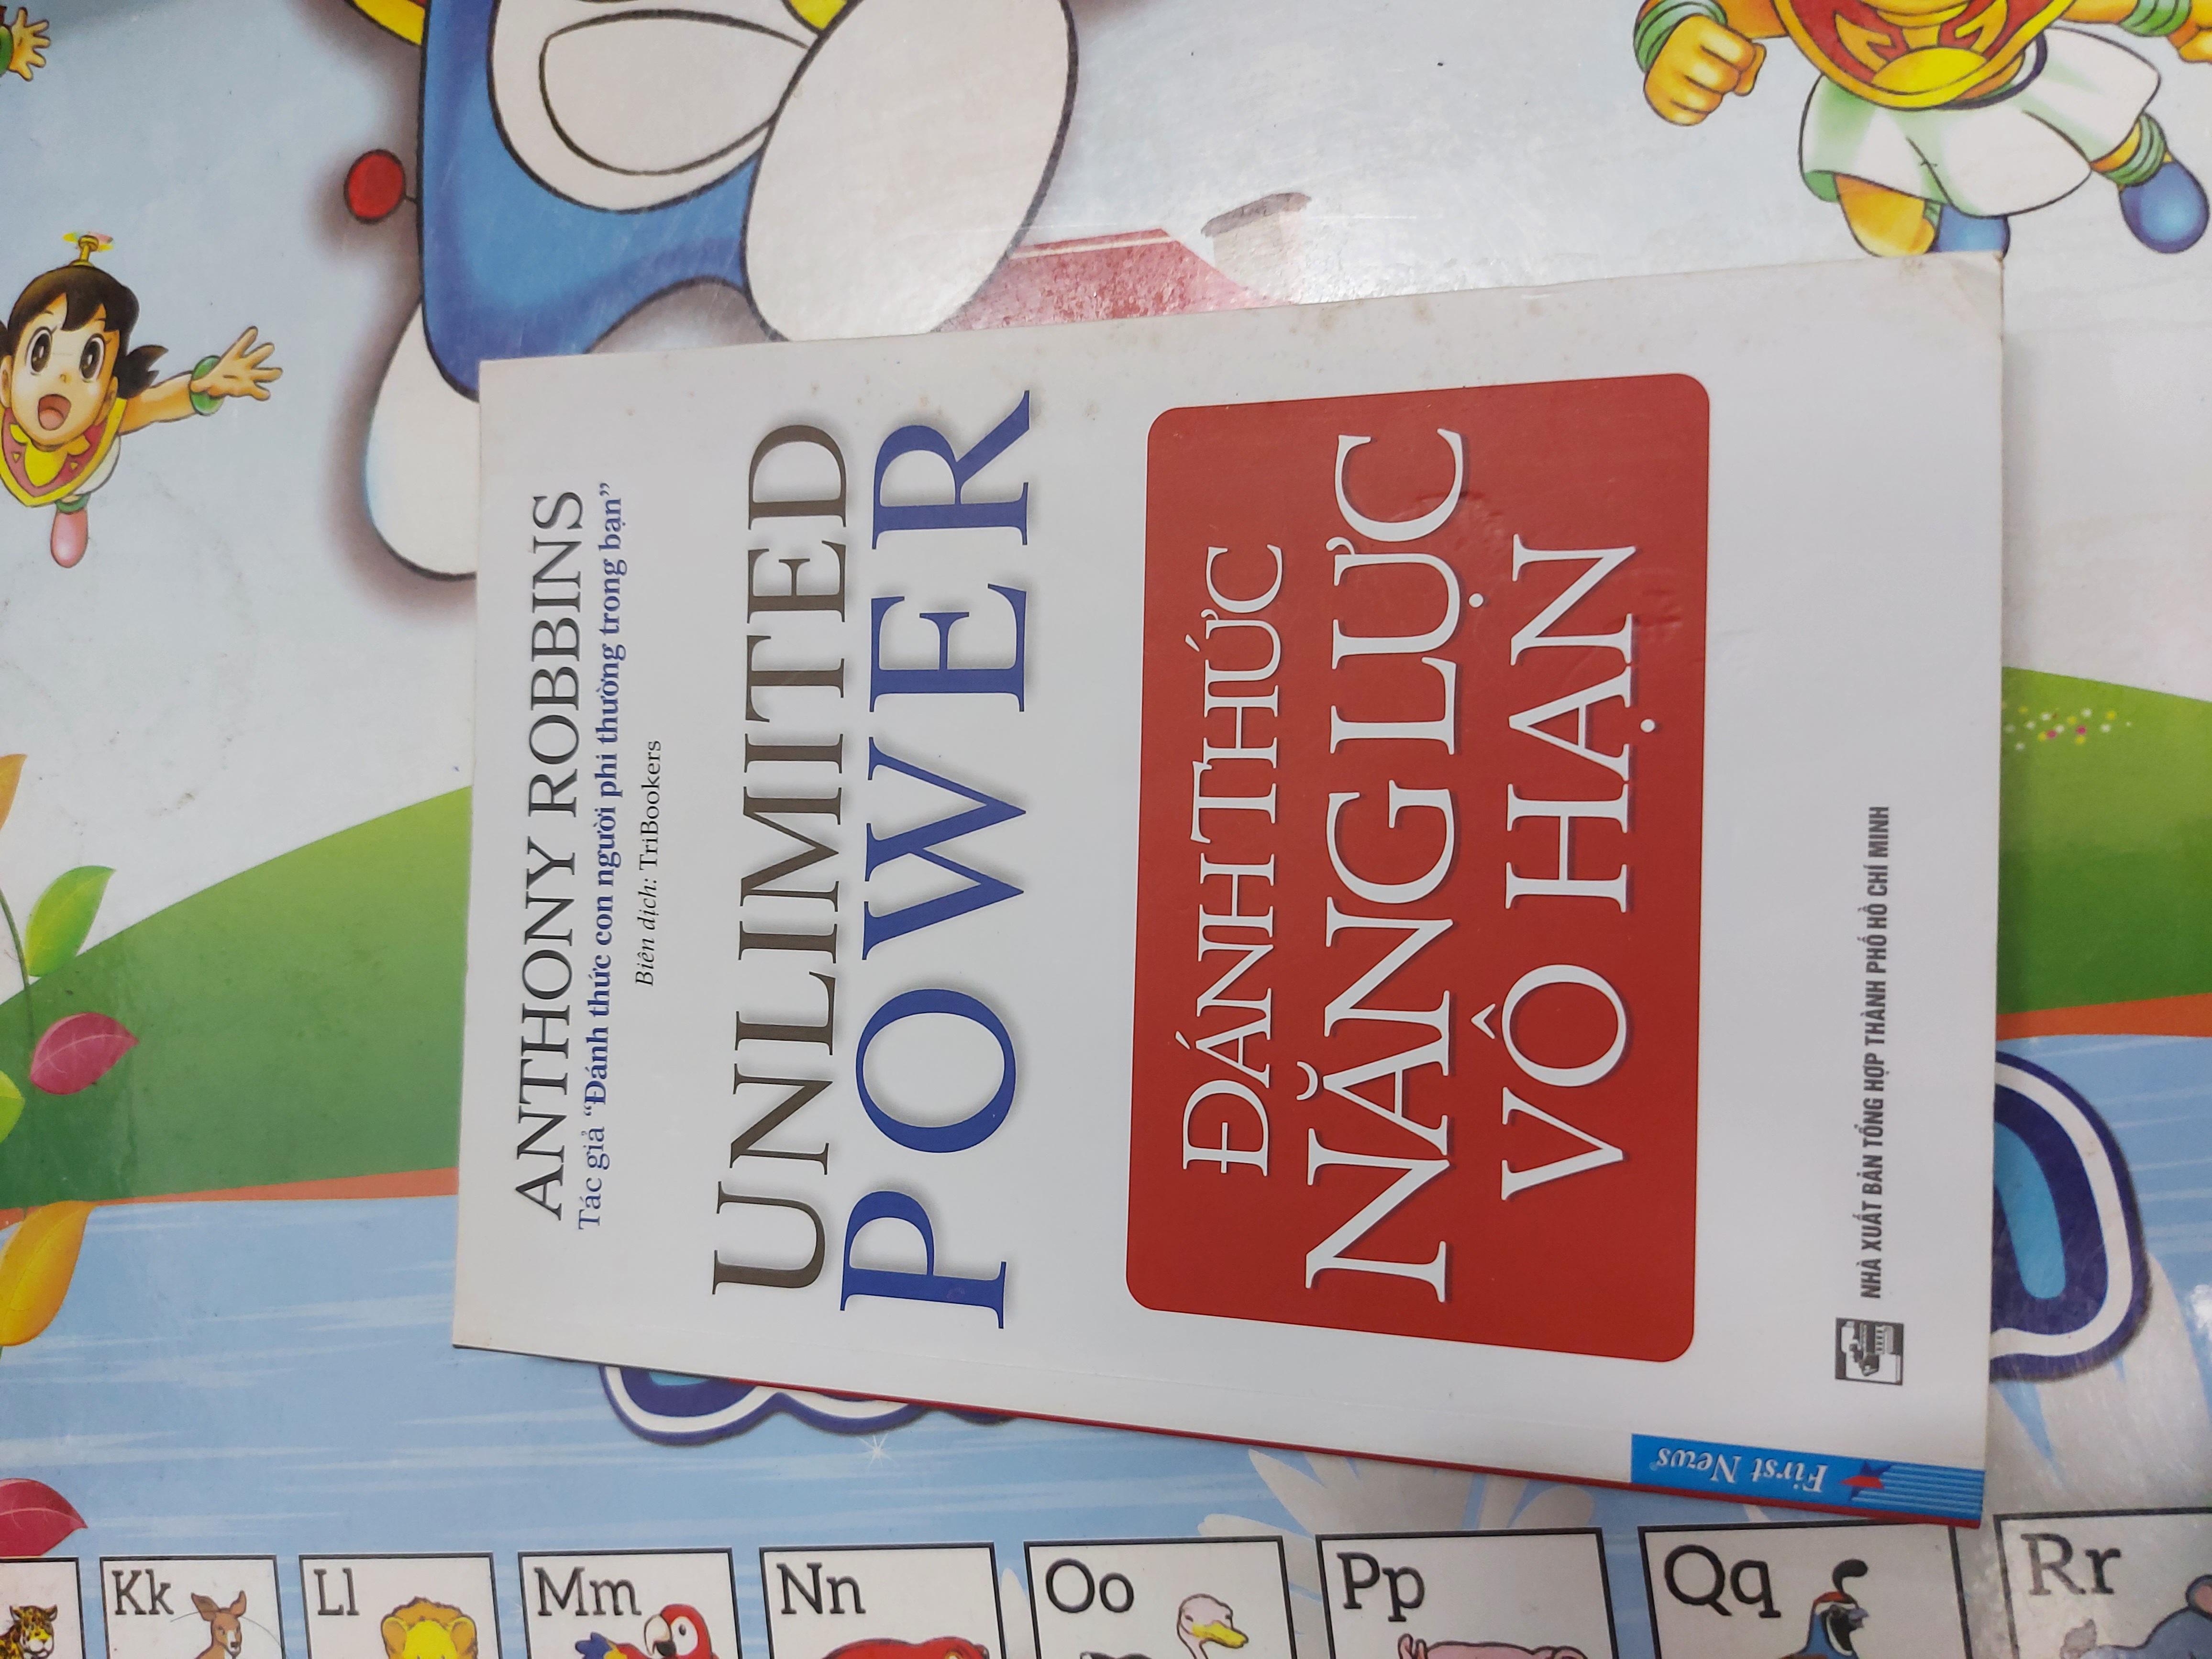 ANTHONY ROBBINS
Tác giả “Đánh thức con người phi thường trong bạn”
Biên dịch: TriBookers
UNLIMITED
POWER
ĐÁNH THỨC
NĂNG LỰC
VÔ HẠN
First News
NHÀ XUẤT BẢN TỔNG HỢP THÀNH PHỐ HỒ CHÍ MINH
Kk
Ll
Mm
Nn
Oo
Pp
Qq
Rr